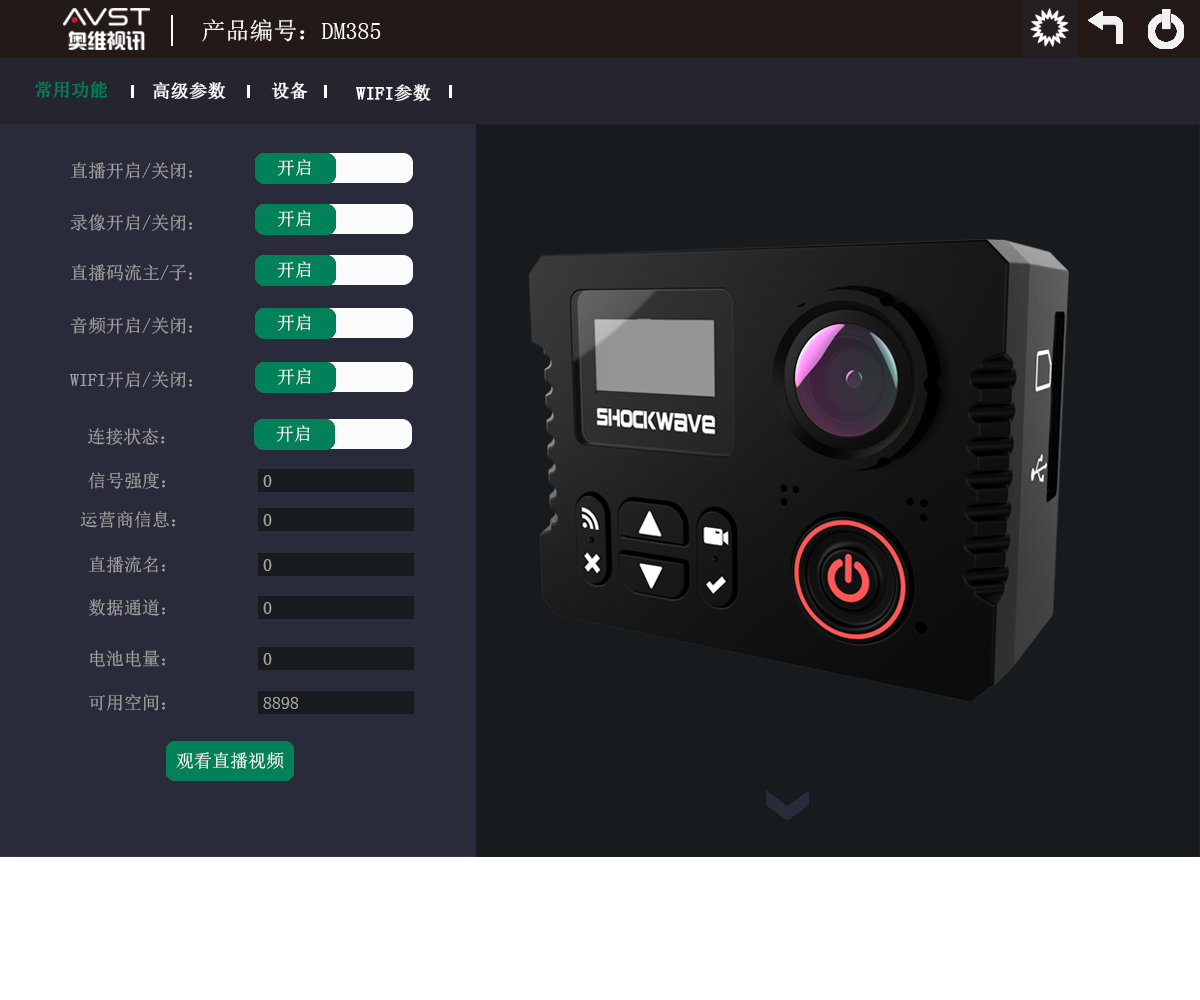 AVST
奥维视讯
产品编号：DM385
常用功能
高级参数
设备
WIFI参数
直播开启/关闭：
开启
录像开启/关闭：
开启
直播码流主/子：
开启
音频开启/关闭：
开启
WIFI开启/关闭：
开启
连接状态：
开启
信号强度：
0
运营商信息：
0
直播流名：
0
数据通道：
0
电池电量：
0
可用空间：
8898
观看直播视频
SHOCKWAVE